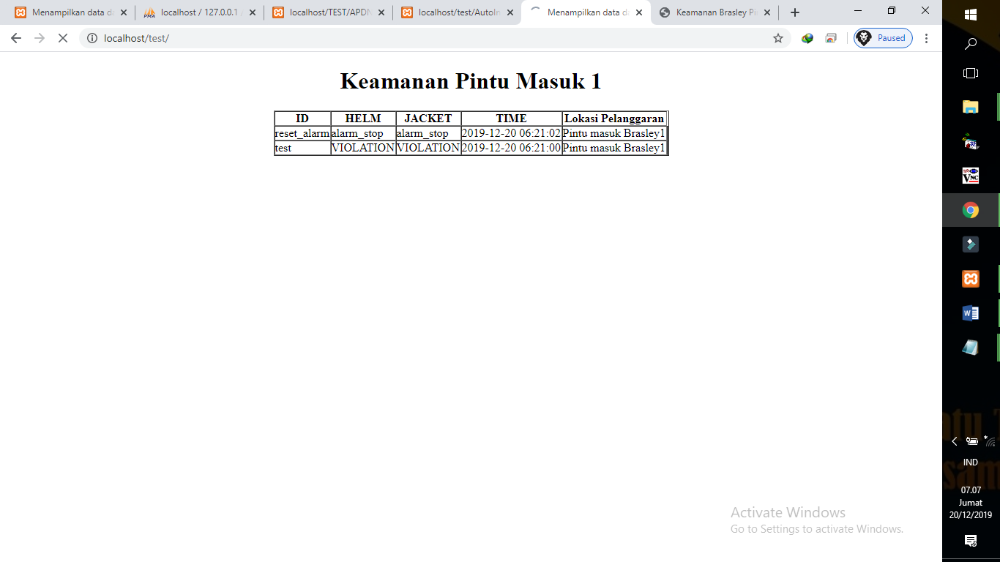 Menampilkan data da
localhost / 127.0.0.1 /
localhost/TEST/APDN
localhost/test/AutoIn
Menampilkan data da
Keamanan Brasley Pi
localhost/test/
Paused
Keamanan Pintu Masuk 1
ID HELM JACKET TIME Lokasi Pelanggaran
reset_alarm alarm_stop alarm_stop 2019-12-20 06:21:02 Pintu masuk Brasley1
test VIOLATION VIOLATION 2019-12-20 06:21:00 Pintu masuk Brasley1
Activate Windows
Go to Settings to activate Windows.
IND
07.07
Jumat
20/12/2019